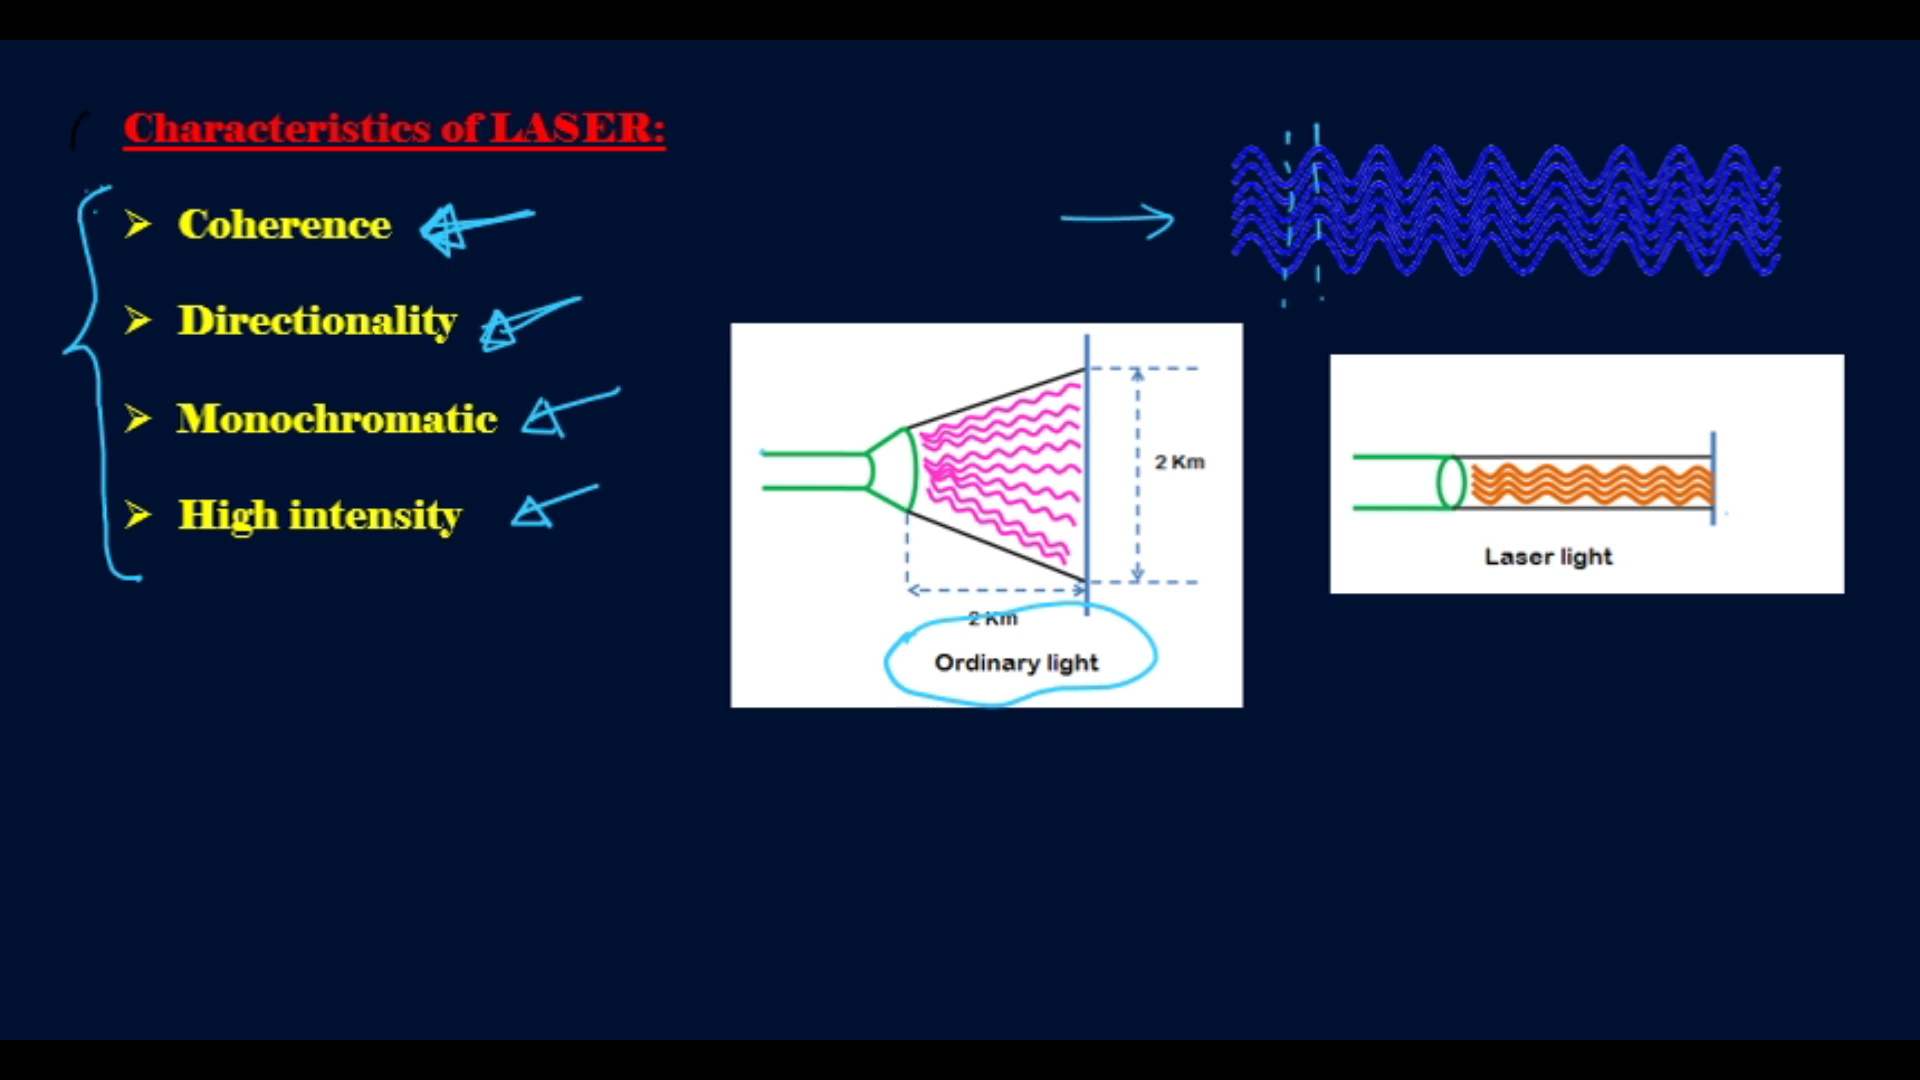 Characteristics of LASER:
Coherence
Directionality
Monochromatic
High intensity
2 Km
2 Km
Ordinary light
Laser light